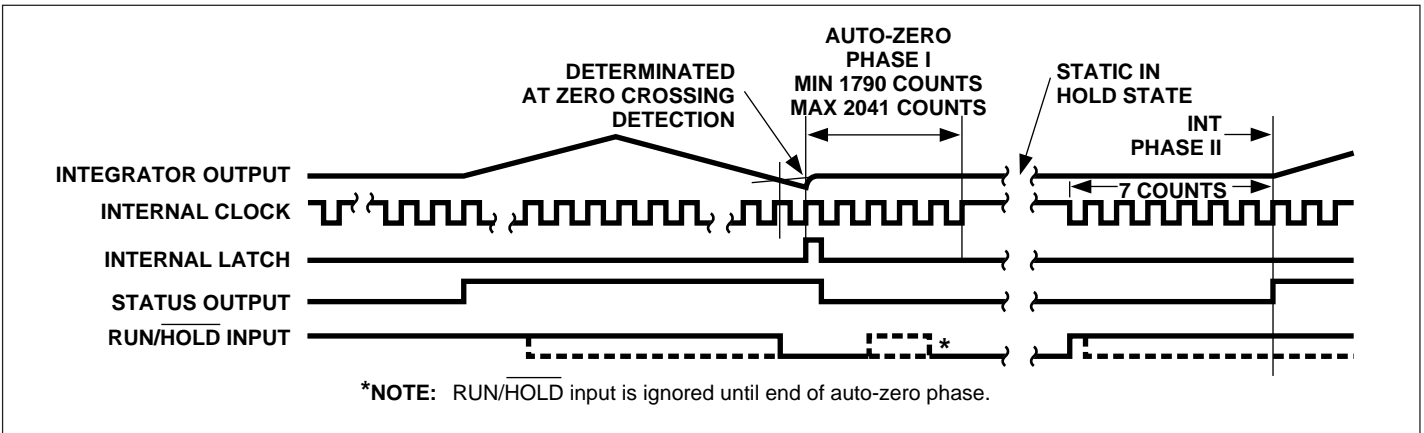 AUTO-ZERO
PHASE I
MIN 1790 COUNTS
MAX 2041 COUNTS
DETERMINATED
AT ZERO CROSSING
DETECTION
STATIC IN
HOLD STATE
INT
PHASE II
INTEGRATOR OUTPUT
7 COUNTS
INTERNAL CLOCK
INTERNAL LATCH
STATUS OUTPUT
RUN/HOLD INPUT
*
*NOTE: RUN/HOLD input is ignored until end of auto-zero phase.